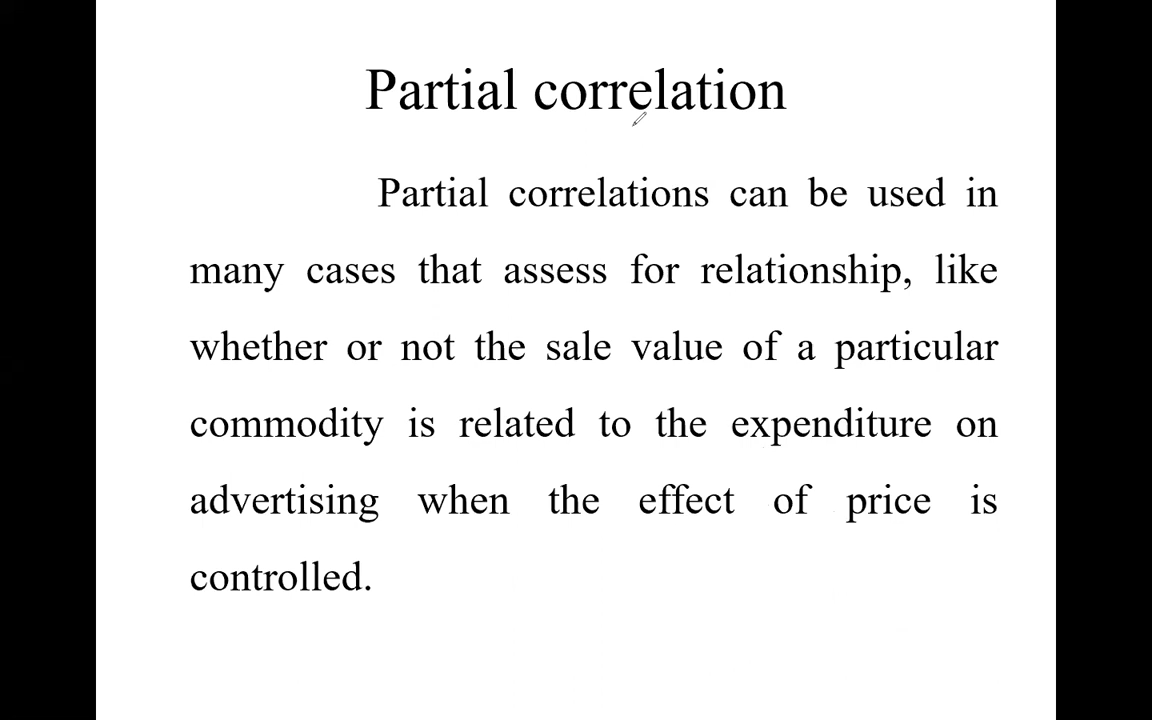 Partial correlation
Partial correlations can be used in
many cases that assess for relationship, like
whether or not the sale value of a particular
commodity is related to the expenditure on
advertising when the effect of price is
controlled.